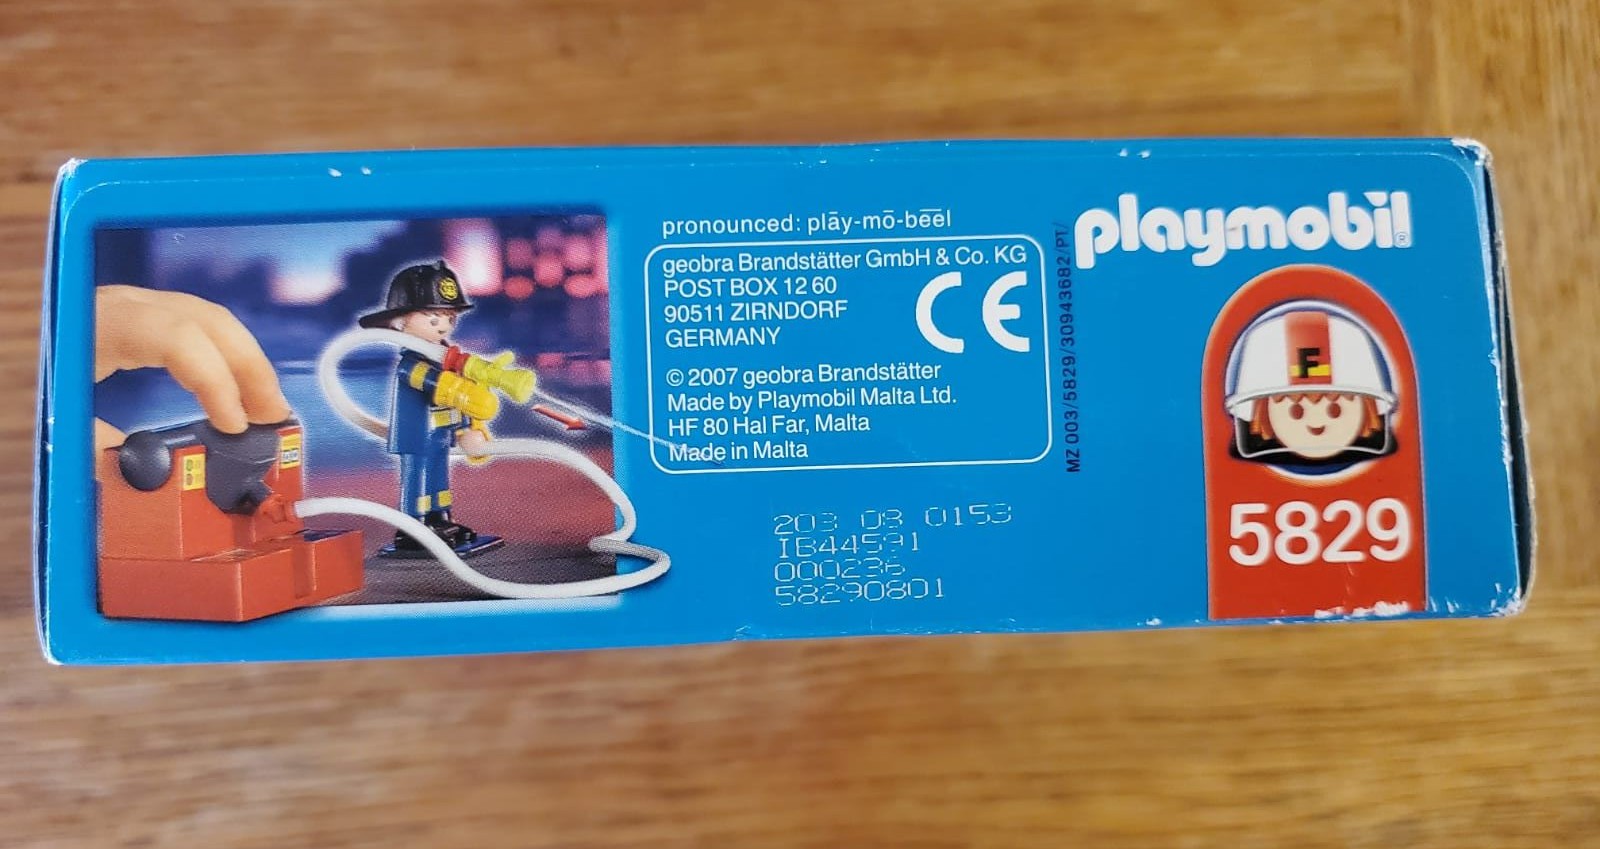 pronounced: plāy-mō-bēēl
geobra Brandstätter GmbH & Co. KG
POST BOX 12 60
90511 ZIRNDORF
GERMANY
CE
© 2007 geobra Brandstätter
Made by Playmobil Malta Ltd.
HF 80 Hal Far, Malta
Made in Malta
203 08 0153
IB44591
000236
58290801
MZ 003/5829/30943682/PT/
playmobil®
F
5829